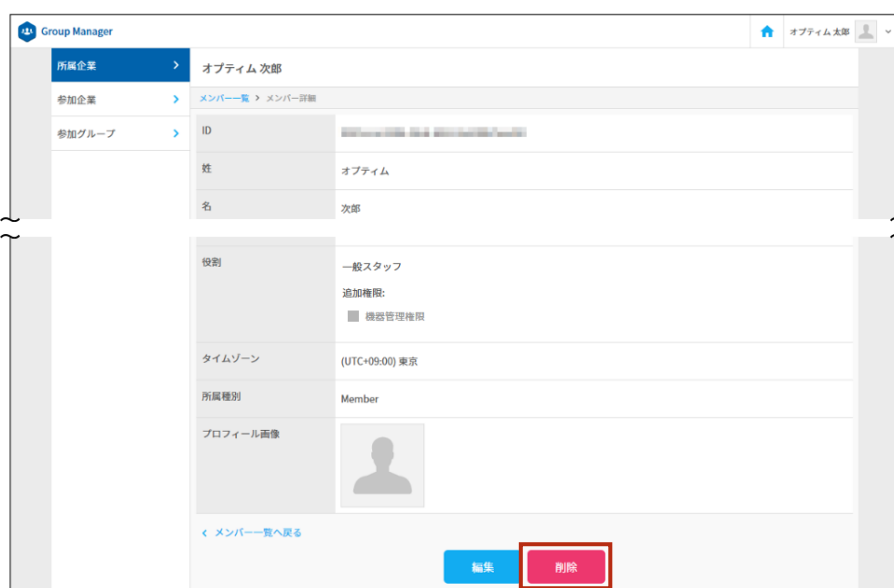 Group Manager
オプティム 太郎
所属企業
参加企業
参加グループ
オプティム 次郎
メンバー一覧 > メンバー詳細
ID
姓
オプティム
名
次郎
役割
一般スタッフ
追加権限:
機器管理権限
タイムゾーン
(UTC+09:00) 東京
所属種別
Member
プロフィール画像
メンバー一覧へ戻る
編集
削除